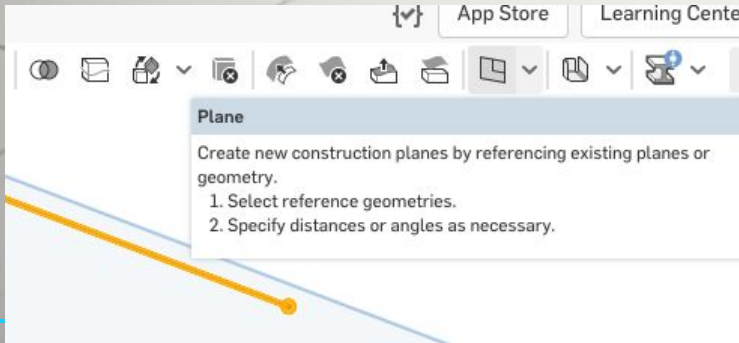 App Store
Learning Cente
Plane
Create new construction planes by referencing existing planes or
geometry.
1. Select reference geometries.
2. Specify distances or angles as necessary.